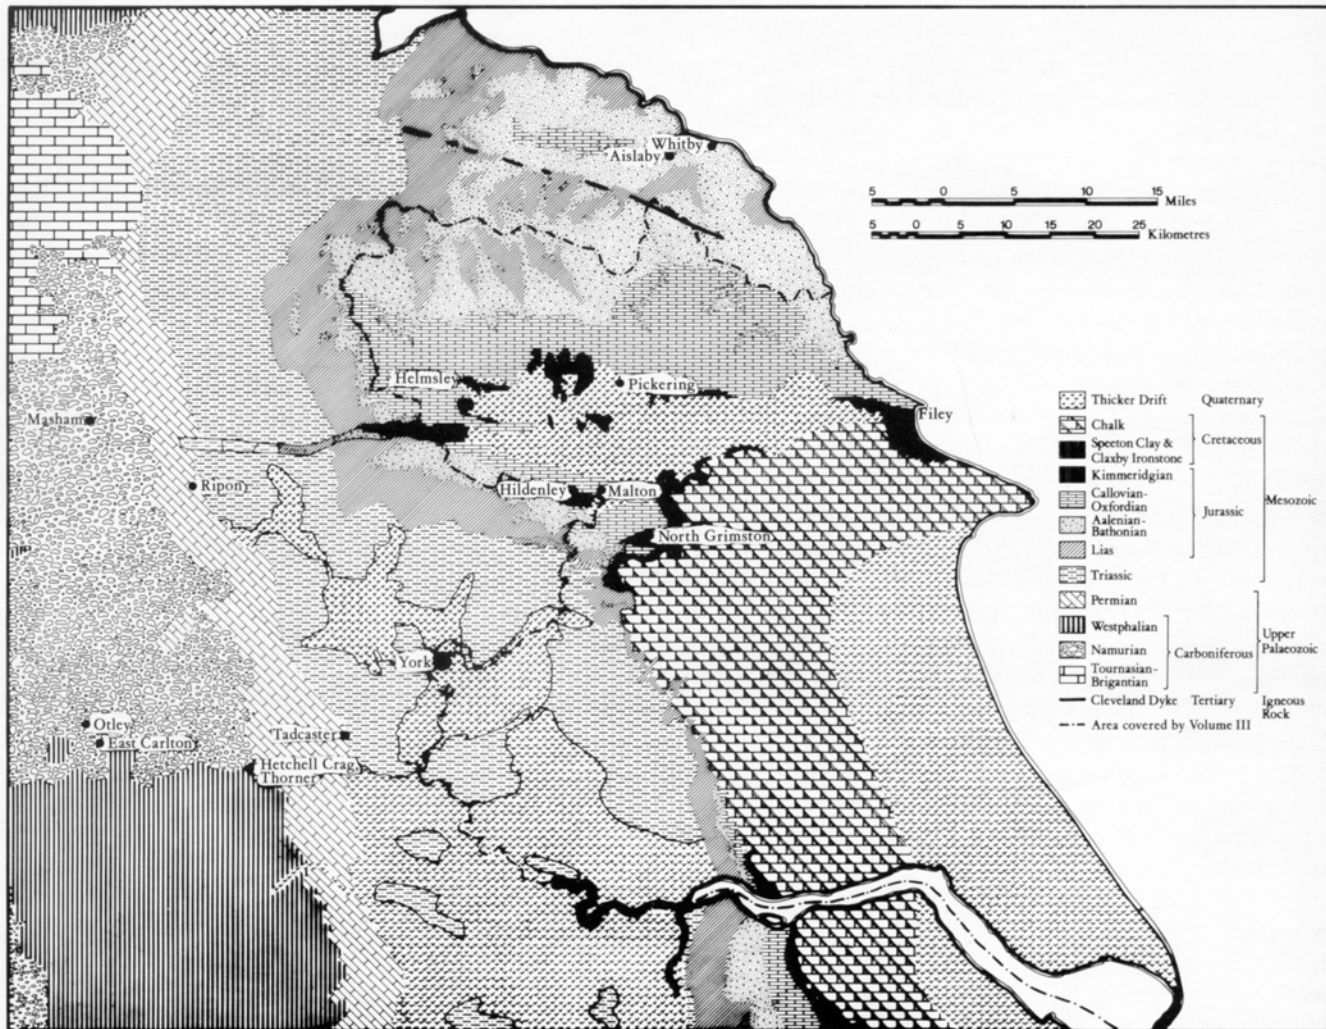 Whitby
Aislaby
5 0 5 10 15
Miles
5 0 5 10 15 20 25
Kilometres
Helmsley
Pickering
Filey
Masham
Ripon
Hildenley
Malton
North Grimston
York
Otley
East Carlton
Tadcaster
Hetchell Crag
Thorner
Thicker Drift Quaternary
Chalk
Cretaceous
Speeton Clay &
Claxby Ironstone
Kimmeridgian
Mesozoic
Callovian-
Oxfordian
Jurassic
Aalenian-
Bathonian
Lias
Triassic
Permian
Westphalian
Upper
Palaeozoic
Namurian
Carboniferous
Tournasian-
Brigantian
Cleveland Dyke Tertiary
Igneous
Rock
Area covered by Volume III